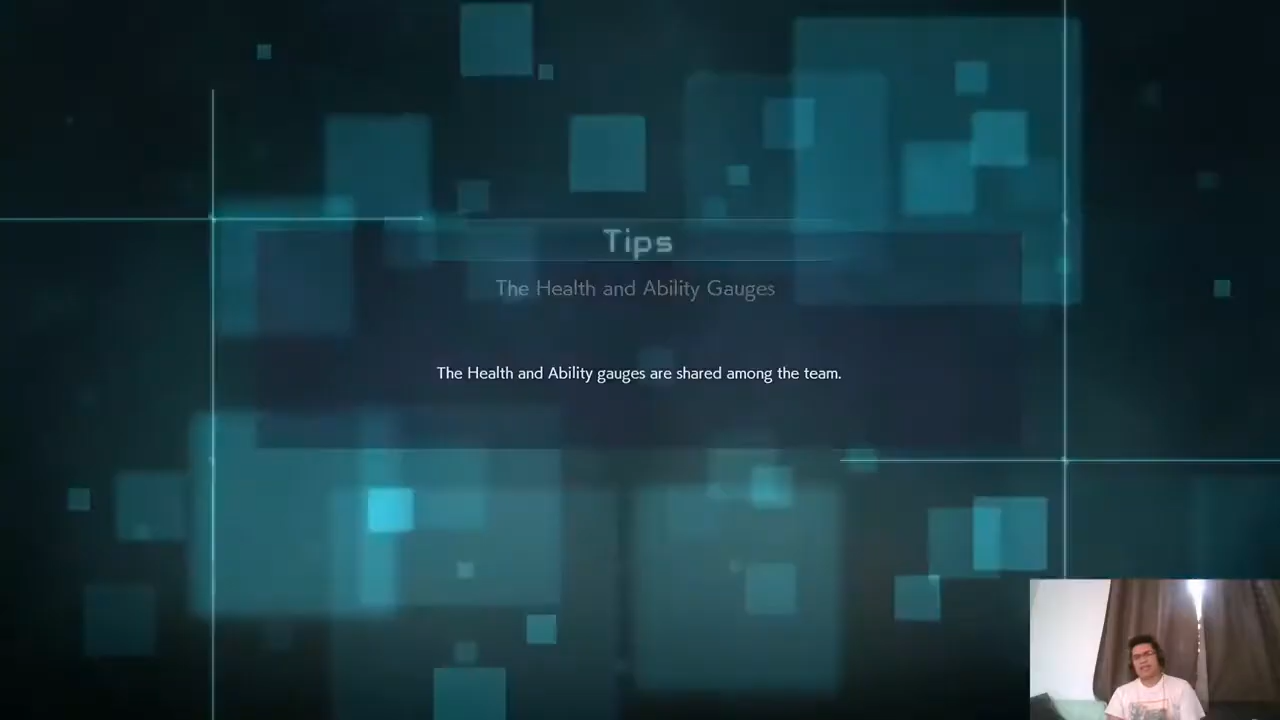 Tips
The Health and Ability Gauges
The Health and Ability gauges are shared among the team.